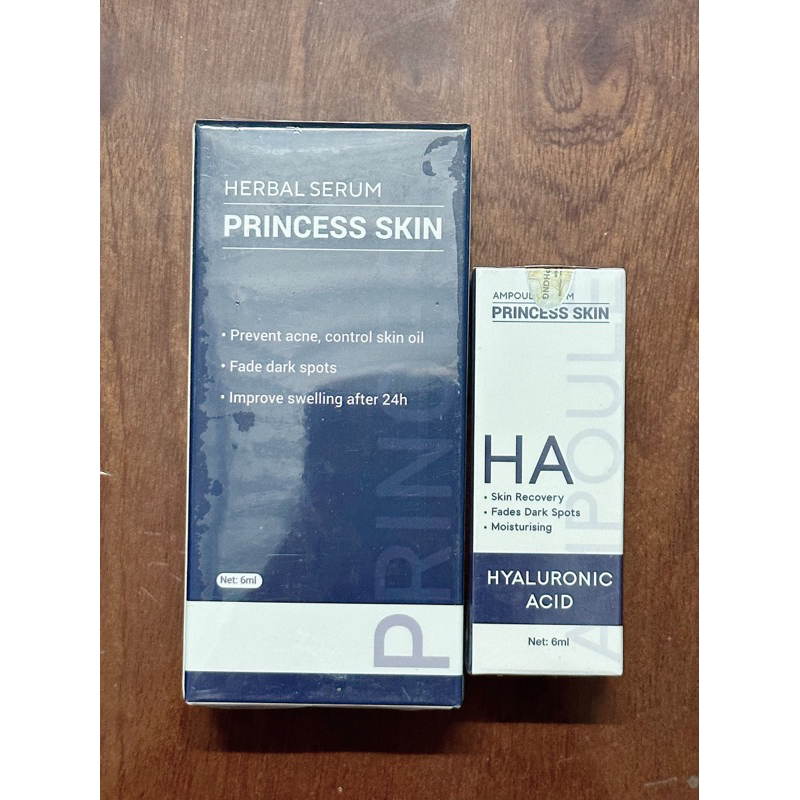 HERBAL SERUM
PRINCESS SKIN
• Prevent acne, control skin oil
• Fade dark spots
• Improve swelling after 24h
Net: 6ml
PRINC
PRINCESS SKIN
HA
• Skin Recovery
• Fades Dark Spots
• Moisturising
HYALURONIC
ACID
Net: 6ml
AMPOULE